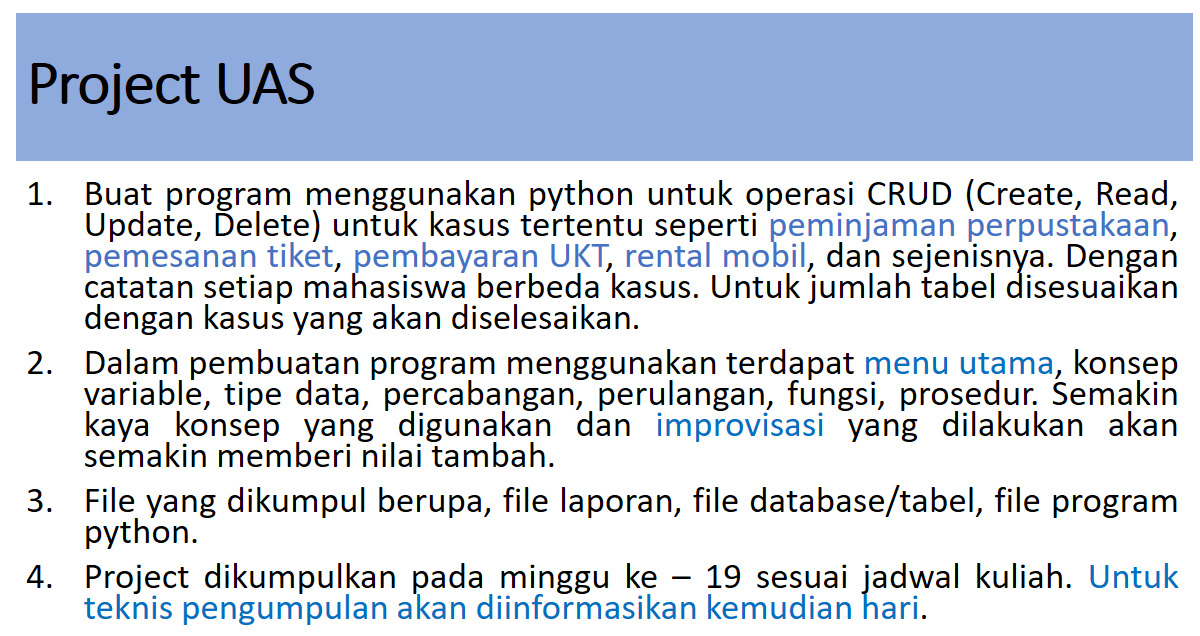 Project UAS
1. Buat program menggunakan python untuk operasi CRUD (Create, Read,
Update, Delete) untuk kasus tertentu seperti peminjaman perpustakaan,
pemesanan tiket, pembayaran UKT, rental mobil, dan sejenisnya. Dengan
catatan setiap mahasiswa berbeda kasus. Untuk jumlah tabel disesuaikan
dengan kasus yang akan diselesaikan.
2. Dalam pembuatan program menggunakan terdapat menu utama, konsep
variable, tipe data, percabangan, perulangan, fungsi, prosedur. Semakin
kaya konsep yang digunakan dan improvisasi yang dilakukan akan
semakin memberi nilai tambah.
3. File yang dikumpul berupa, file laporan, file database/tabel, file program
python.
4. Project dikumpulkan pada minggu ke – 19 sesuai jadwal kuliah. Untuk
teknis pengumpulan akan diinformasikan kemudian hari.